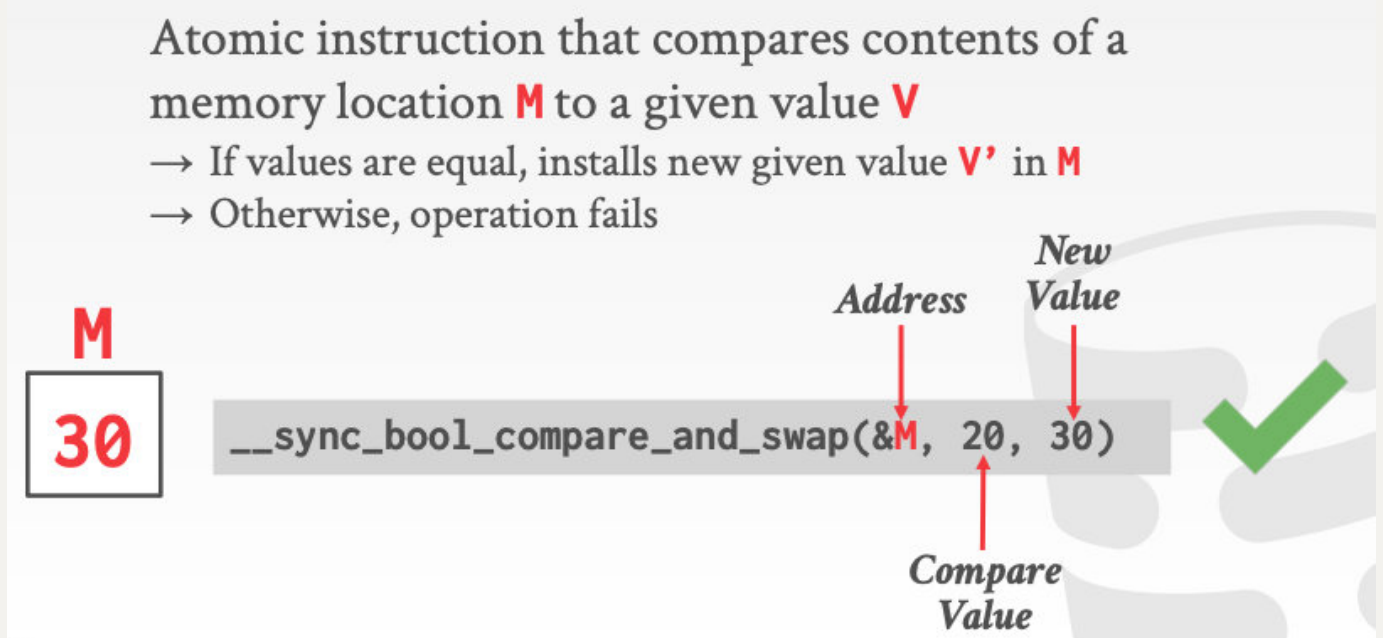 Atomic instruction that compares contents of a
memory location M to a given value V
→ If values are equal, installs new given value V’ in M
→ Otherwise, operation fails
New
Value
Address
M
30
__sync_bool_compare_and_swap(&M, 20, 30)
Compare
Value